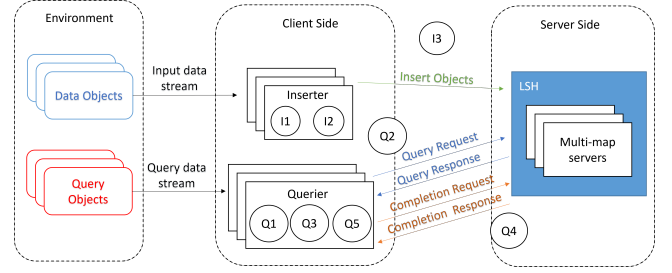 Environment
Client Side
Server Side
I3
Input data
stream
Insert Objects
LSH
Data Objects
Inserter
I1
I2
Q2
Multi-map
servers
Query Request
Query Response
Query data
stream
Completion Request
Completion Response
Query
Objects
Querier
Q1
Q3
Q5
Q4